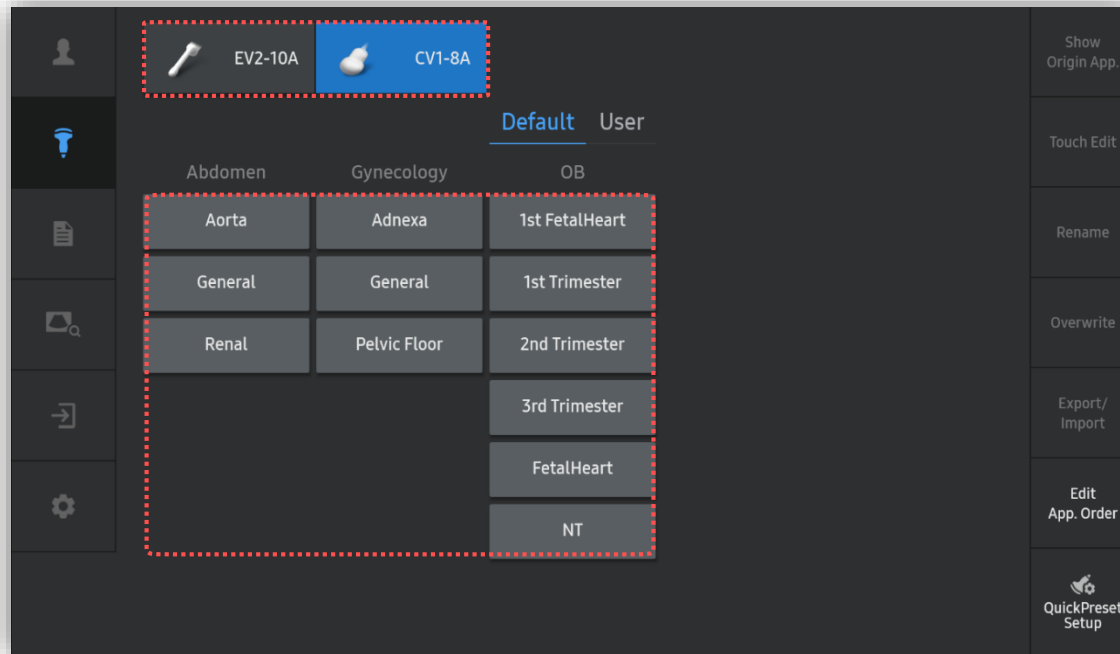 EV2-10A
CV1-8A
Default
User
Abdomen
Gynecology
OB
Aorta
Adnexa
1st FetalHeart
General
General
1st Trimester
Renal
Pelvic Floor
2nd Trimester
3rd Trimester
FetalHeart
NT
Show
Origin App.
Touch Edit
Rename
Overwrite
Export/
Import
Edit
App. Order
QuickPreset
Setup